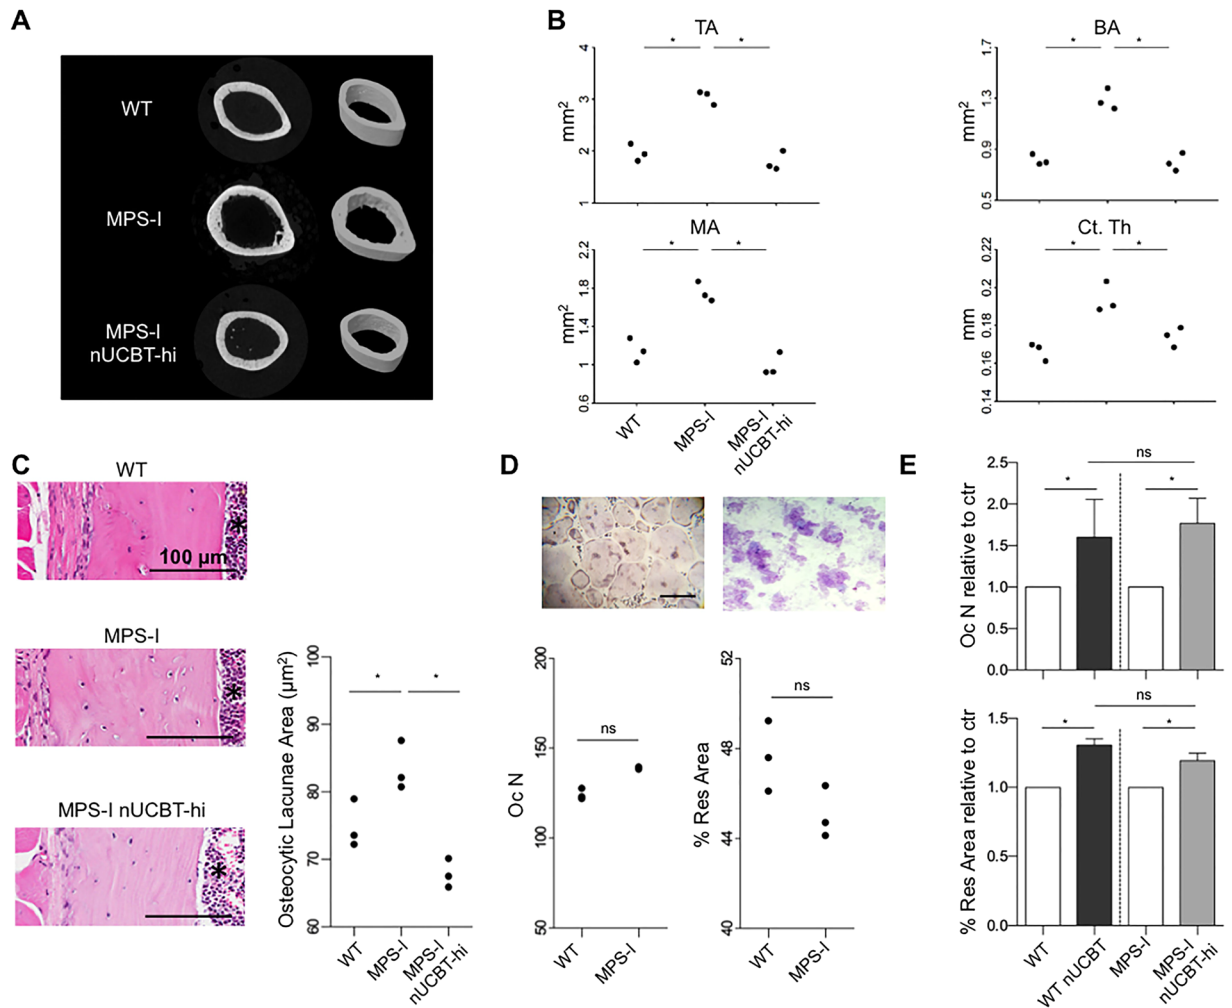 A
WT
MPS-I
MPS-I
nUCBT-hi
B
TA
* *
mm2
4
3
2
1
BA
* *
mm2
1.7
1.3
0.9
0.5
MA
* *
mm2
2.2
1.8
1.4
1
0.6
WT
MPS-I
MPS-I
nUCBT-hi
Ct. Th
* *
mm
0.22
0.2
0.18
0.16
0.14
C
WT
*
100 µm
MPS-I
*
MPS-I nUCBT-hi
*
Osteocytic Lacunae Area (µm2)
100
90
80
70
60
* *
WT
MPS-I
MPS-I
nUCBT-hi
D
Oc N
200
150
100
50
ns
WT
MPS-I
% Res Area
52
48
44
40
ns
WT
MPS-I
E
Oc N relative to ctr
2.5
2.0
1.5
1.0
0.5
0.0
ns
* *
% Res Area relative to ctr
1.5
1.0
0.5
0.0
ns
* *
WT
WT nUCBT
MPS-I
MPS-I
nUCBT-hi